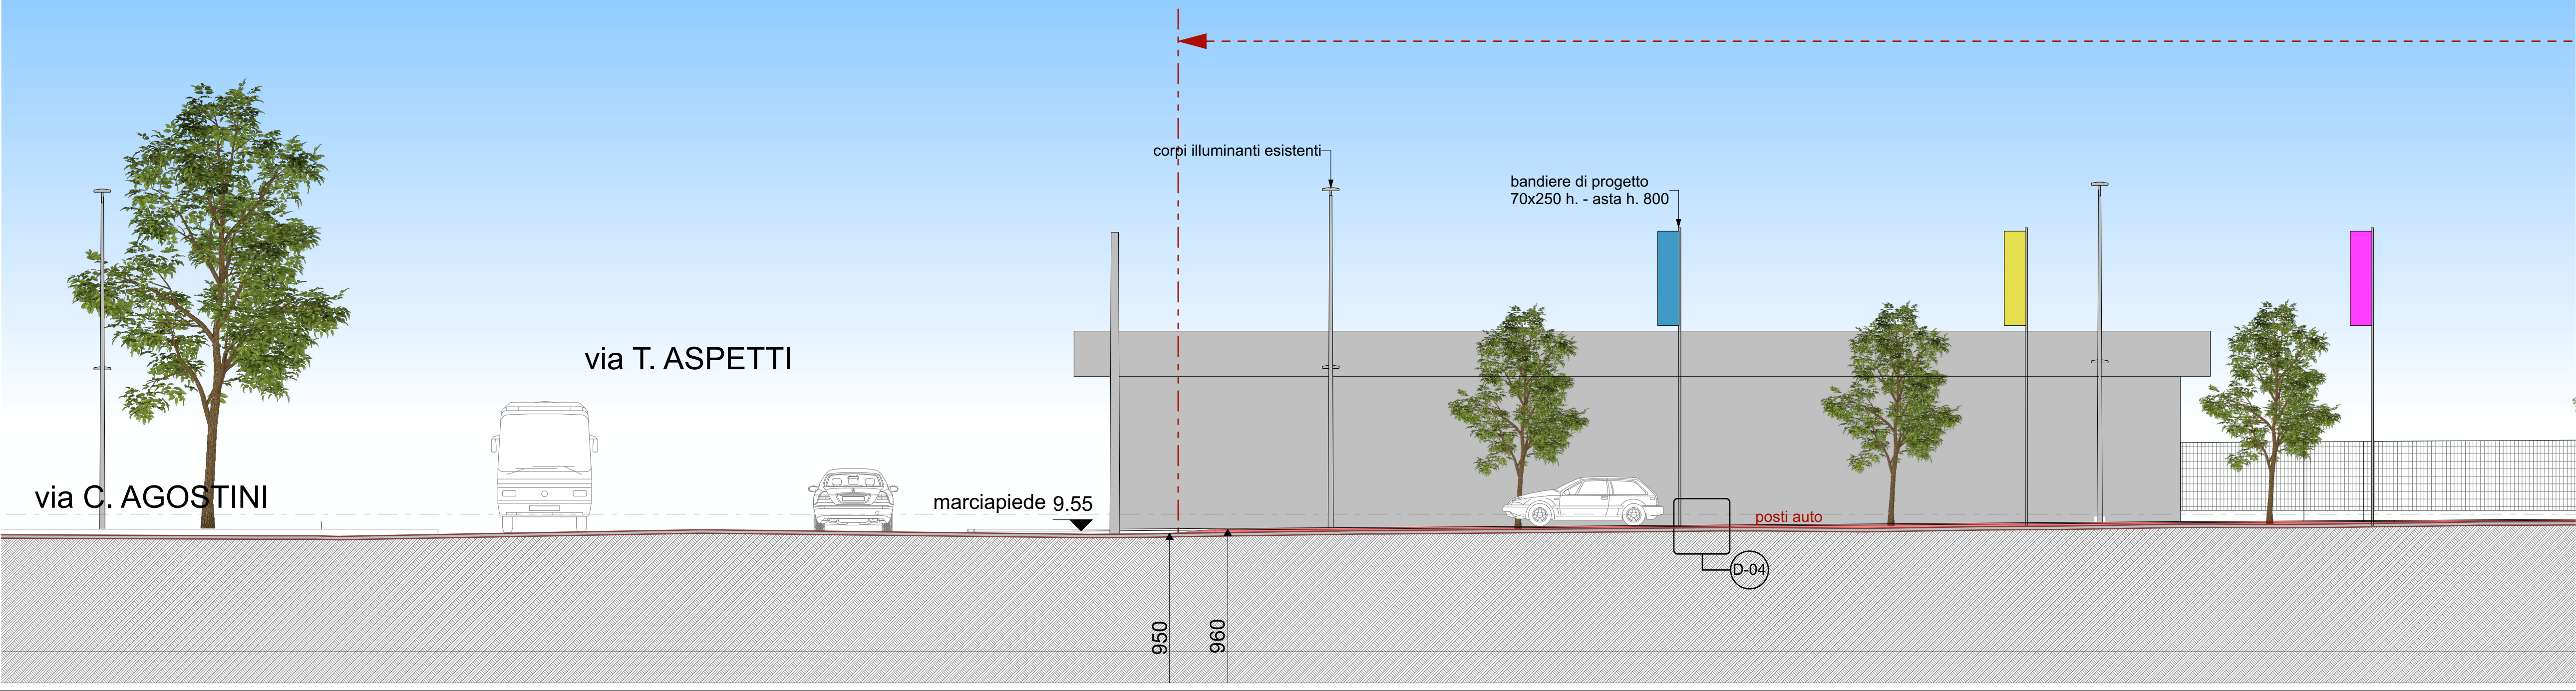 corpi illuminanti esistenti
bandiere di progetto
70x250 h. - asta h. 800
via T. ASPETTI
via C. AGOSTINI
marciapiede 9.55
posti auto
D-04
950
960